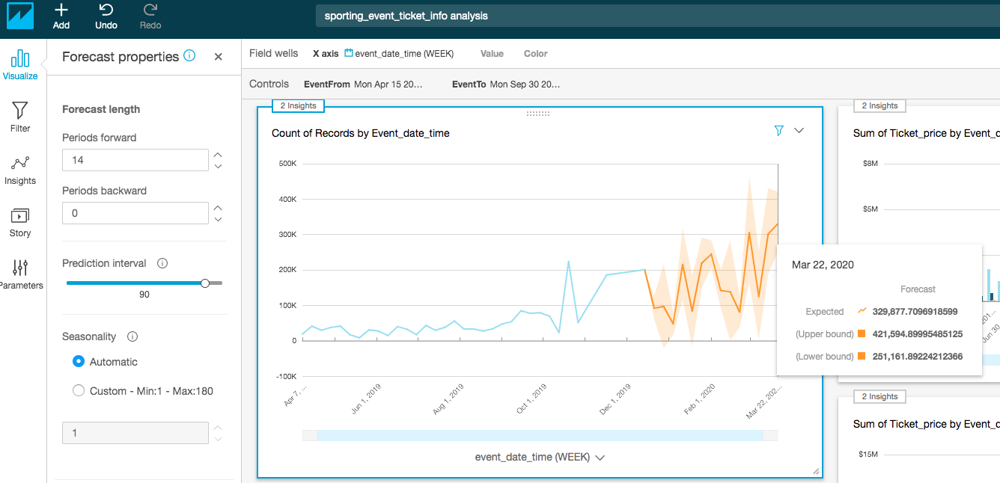 Add Undo Redo
sporting_event_ticket_info analysis
Visualize
Filter
Insights
Story
Parameters
Forecast properties
Forecast length
Periods forward
14
Periods backward
0
Prediction interval
90
Seasonality
Automatic
Custom - Min:1 - Max:180
1
Field wells X axis event_date_time (WEEK) Value Color
Controls EventFrom Mon Apr 15 20... EventTo Mon Sep 30 20...
2 Insights
Count of Records by Event_date_time
500K
400K
300K
200K
100K
0
-100K
Apr 7, ... Jun 1, 2019 Aug 1, 2019 Oct 1, 2019 Dec 1, 2019 Feb 1, 2020 Mar 22, 202...
event_date_time (WEEK)
Mar 22, 2020
Forecast
Expected 329,877.7096918599
(Upper bound) 421,594.89995485125
(Lower bound) 251,161.89224212366
2 Insights
Sum of Ticket_price by Event_d
$8M
$5M
Jun 30
2 Insights
Sum of Ticket_price by Event_d
$15M